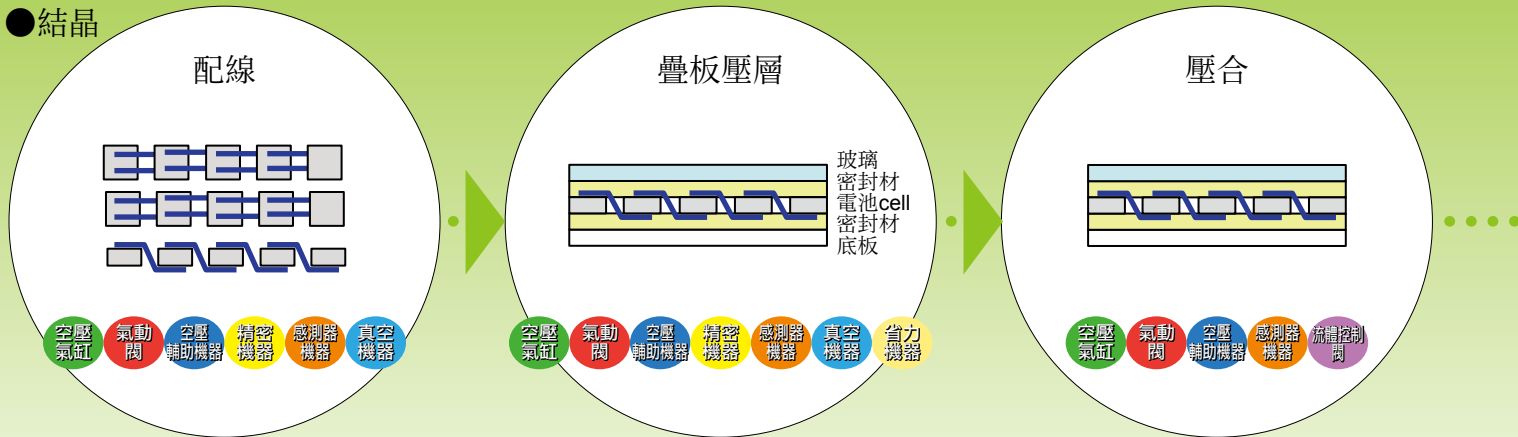 ●結晶
配線
空壓
氣缸
氣動
閥
空壓
輔助機器
精密
機器
感測器
機器
真空
機器
疊板壓層
玻璃
密封材
電池cell
密封材
底板
空壓
氣缸
氣動
閥
空壓
輔助機器
精密
機器
感測器
機器
真空
機器
省力
機器
壓合
空壓
氣缸
氣動
閥
空壓
輔助機器
感測器
機器
流體控制
閥